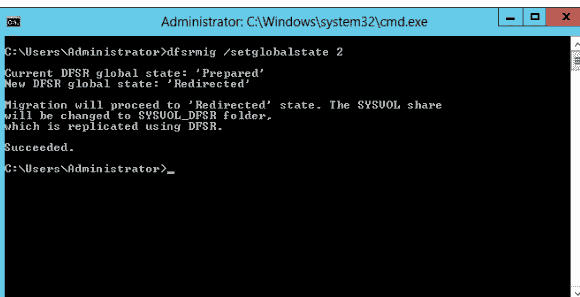 Administrator: C:\Windows\system32\cmd.exe
C:\Users\Administrator>dfsrmig /setglobalstate 2
Current DFSR global state: 'Prepared'
New DFSR global state: 'Redirected'
Migration will proceed to 'Redirected' state. The SYSVOL share
will be changed to SYSVOL_DFSR folder,
which is replicated using DFSR.
Succeeded.
C:\Users\Administrator>_